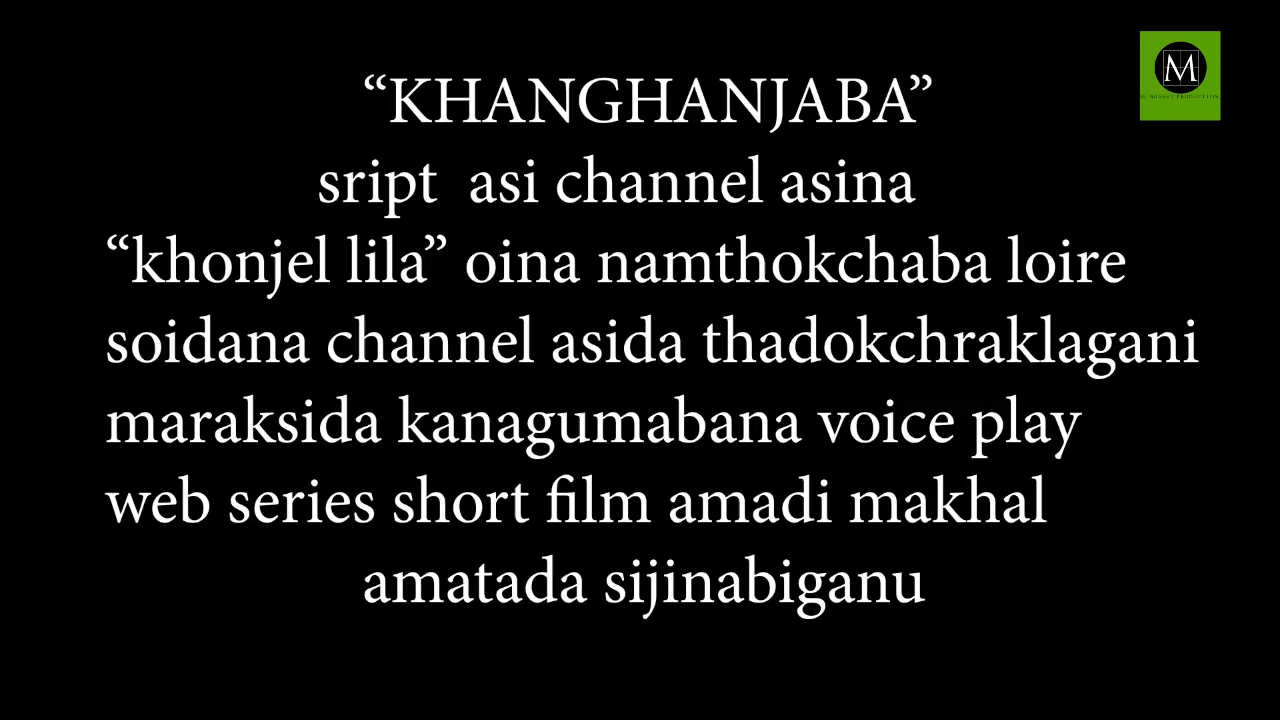 “KHANGHANJABA”
sript asi channel asina
“khonjel lila” oina namthokchaba loire
soidana channel asida thadokchraklagani
maraksida kanagumabana voice play
web series short film amadi makhal
amatada sijinabiganu
M